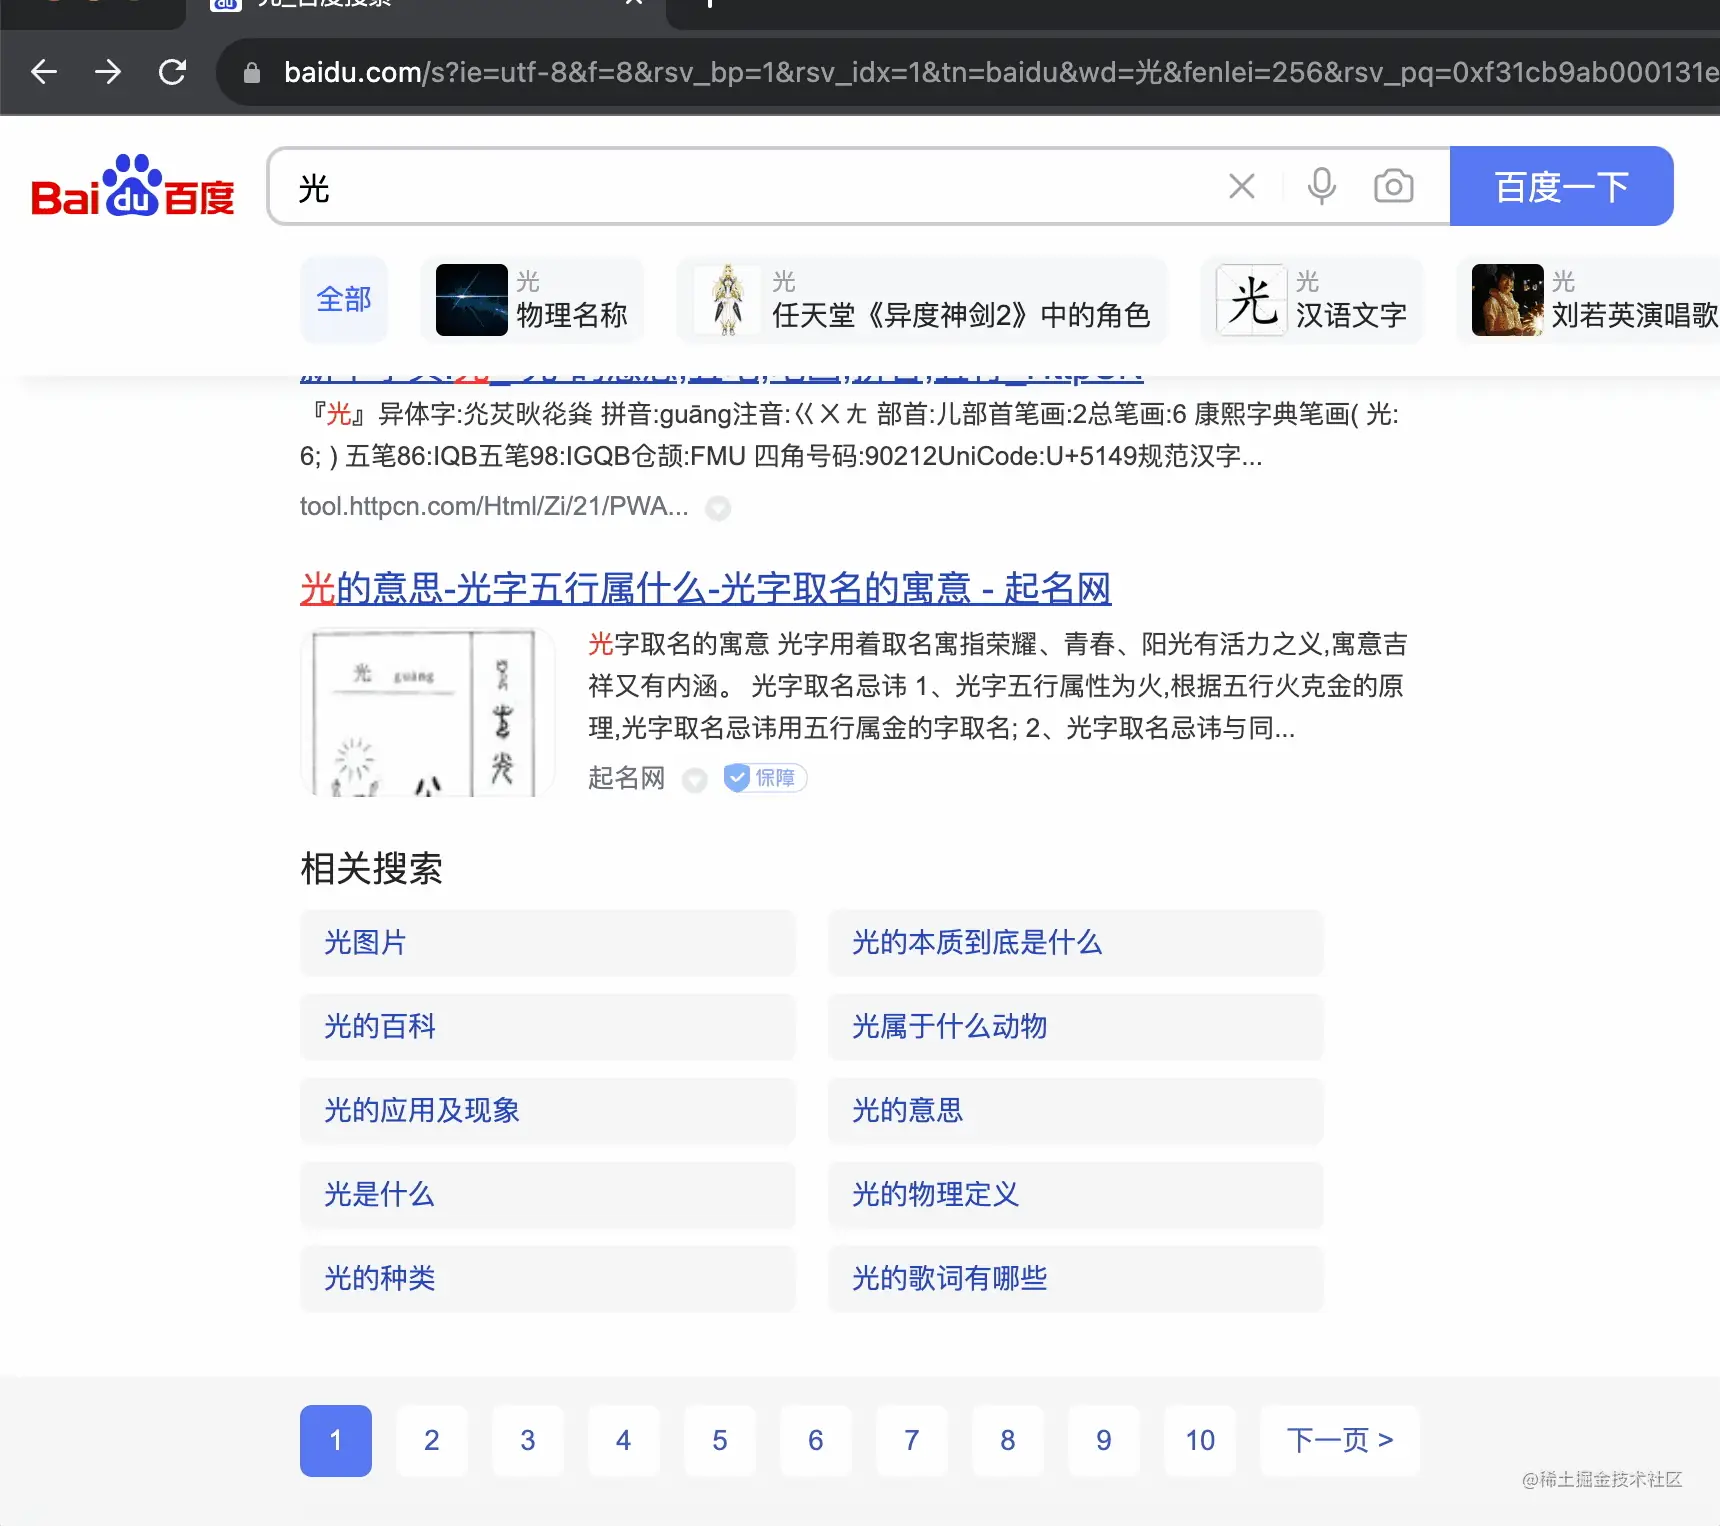 光_百度搜索
baidu.com/s?ie=utf-8&f=8&rsv_bp=1&rsv_idx=1&tn=baidu&wd=光&fenlei=256&rsv_pq=0xf31cb9ab000131e
Bai du 百度
光
百度一下
全部
光
物理名称
光
任天堂《异度神剑2》中的角色
光
光
汉语文字
光
刘若英演唱歌
『光』异体字: 拼音:guāng注音:ㄍㄨㄤ 部首:儿部首笔画:2总笔画:6 康熙字典笔画( 光:
6; ) 五笔86:IQB五笔98:IGQB仓颉:FMU 四角号码:90212UniCode:U+5149规范汉字...
tool.httpcn.com/Html/Zi/21/PWA...
光的意思-光字五行属什么-光字取名的寓意 - 起名网
光 guāng
光字取名的寓意 光字用着取名寓指荣耀、青春、阳光有活力之义,寓意吉
祥又有内涵。 光字取名忌讳 1、光字五行属性为火,根据五行火克金的原
理,光字取名忌讳用五行属金的字取名; 2、光字取名忌讳与同...
起名网
保障
相关搜索
光图片
光的本质到底是什么
光的百科
光属于什么动物
光的应用及现象
光的意思
光是什么
光的物理定义
光的种类
光的歌词有哪些
1 2 3 4 5 6 7 8 9 10 下一页 >
@稀土掘金技术社区